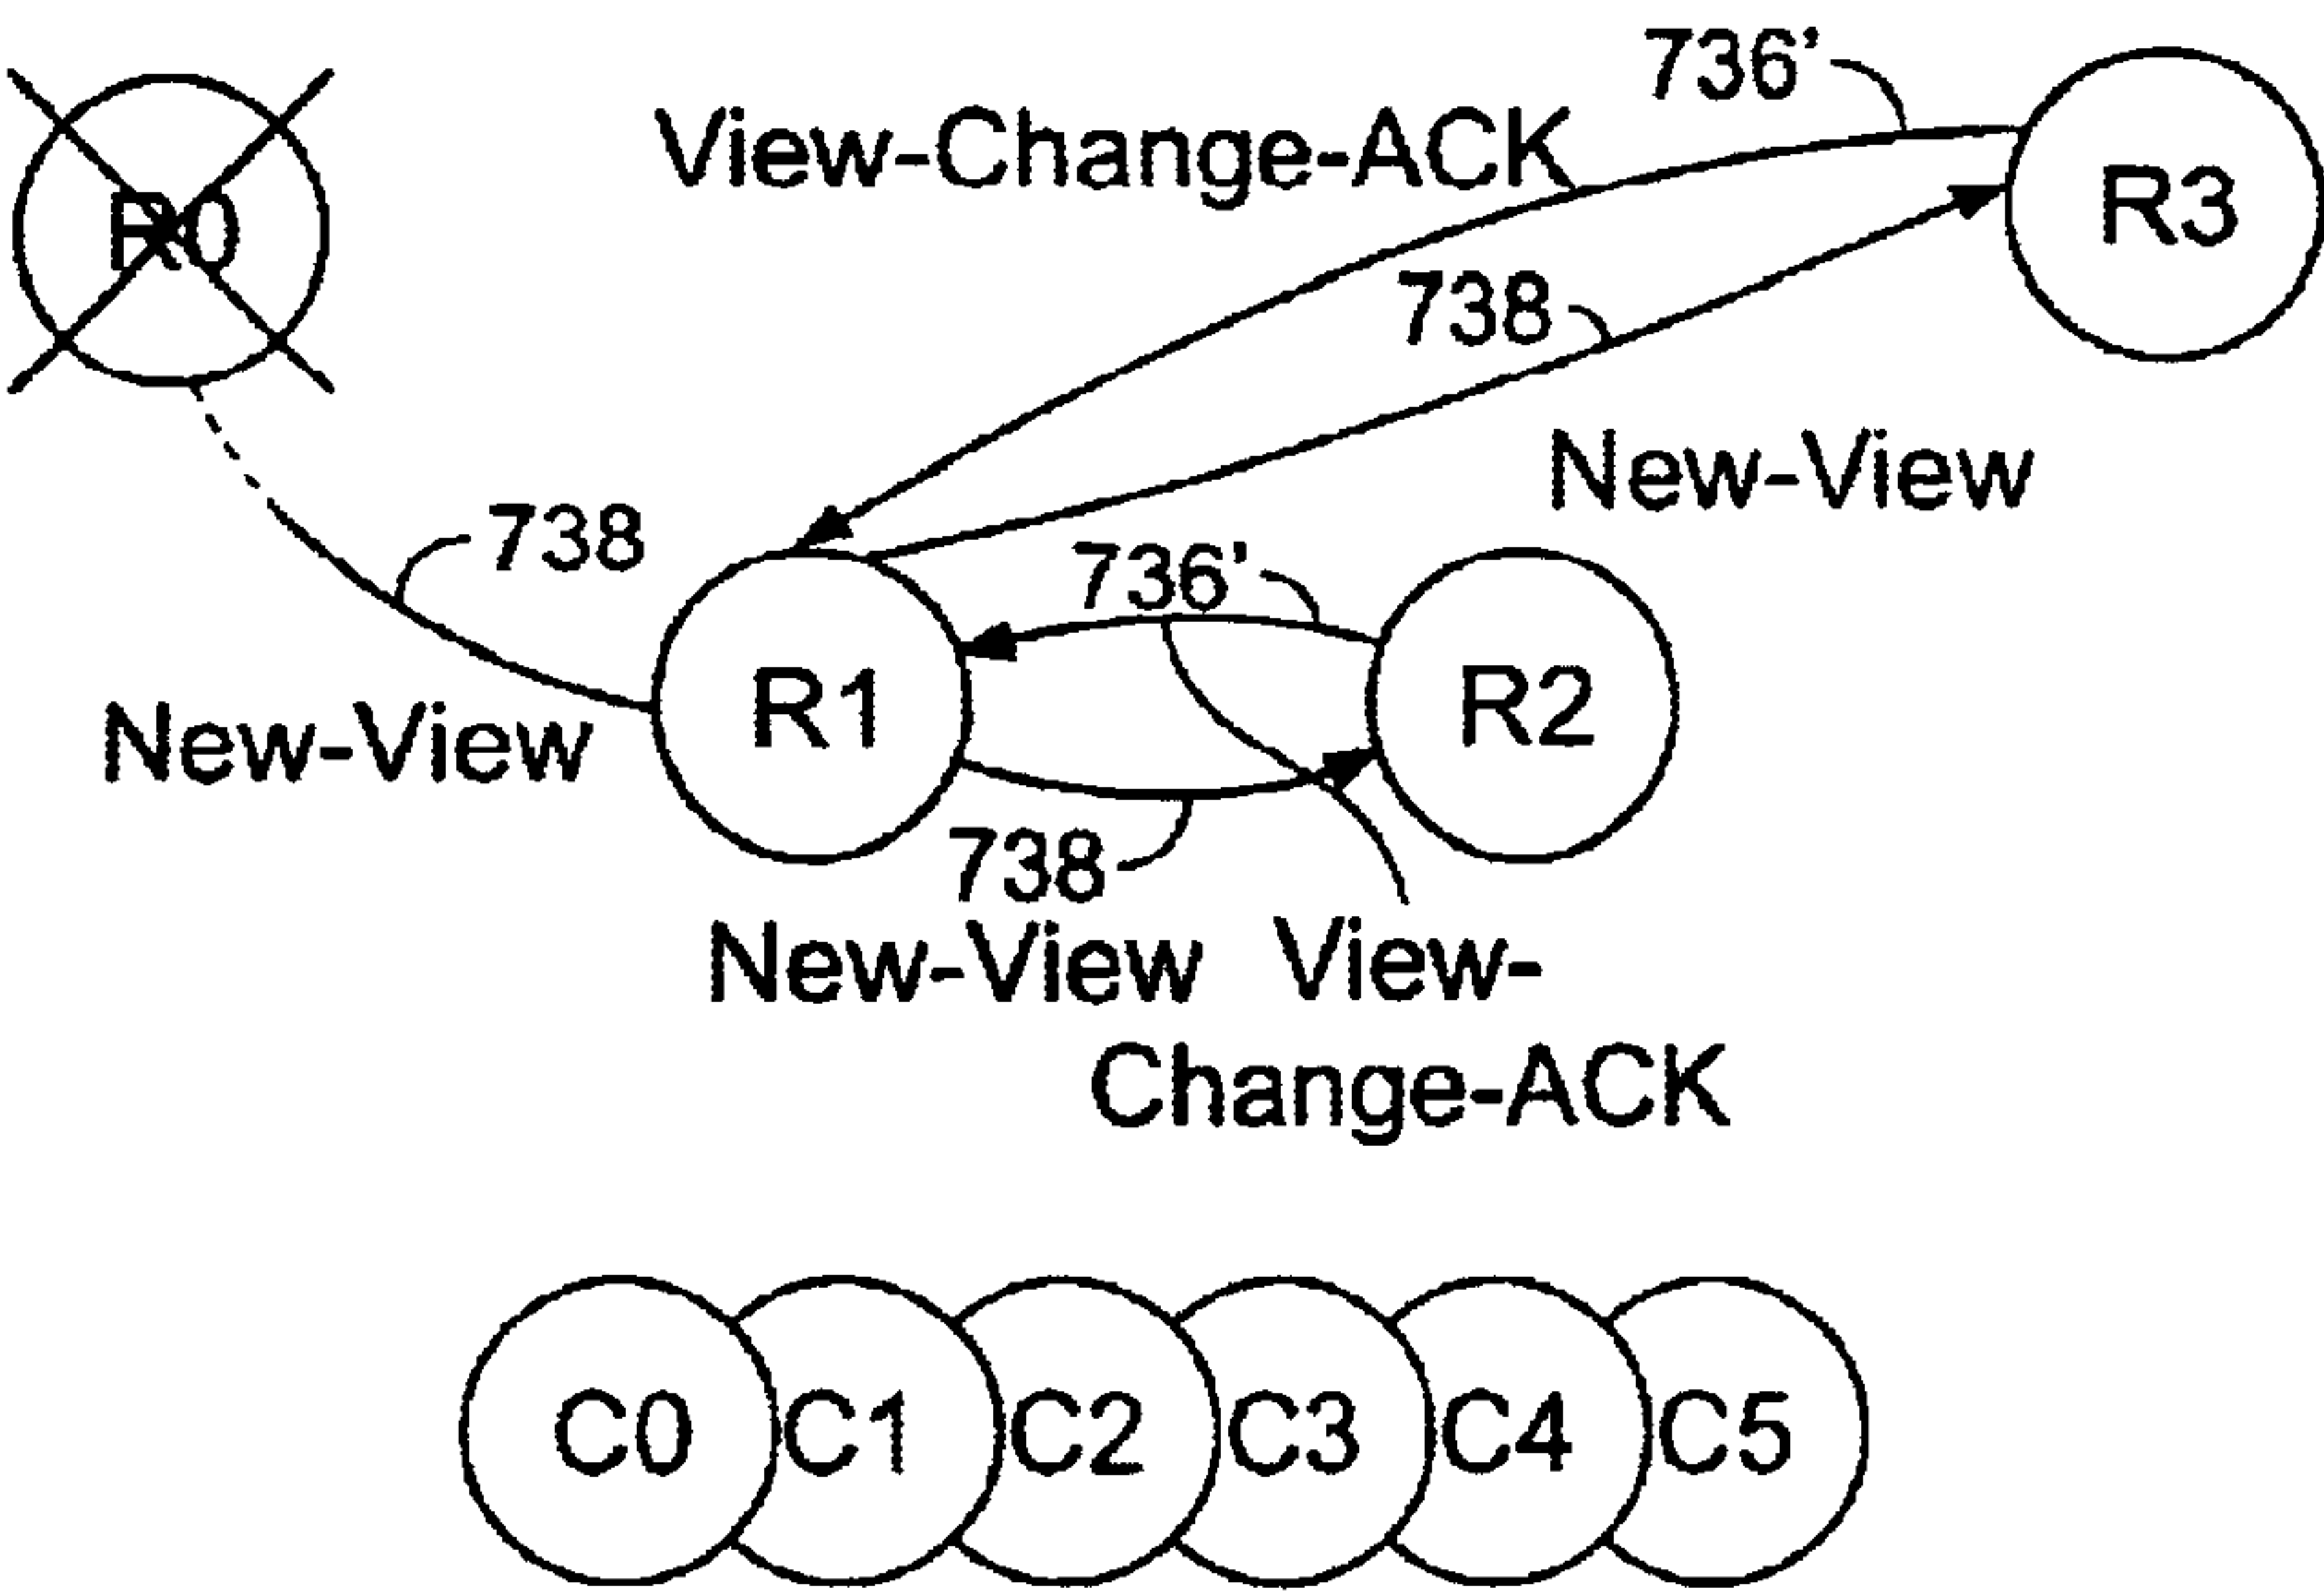 736'
View-Change-ACK
R0
R3
738
New-View
738
736'
R1
R2
New-View
738
New-View View-
Change-ACK
C0 C1 C2 C3 C4 C5